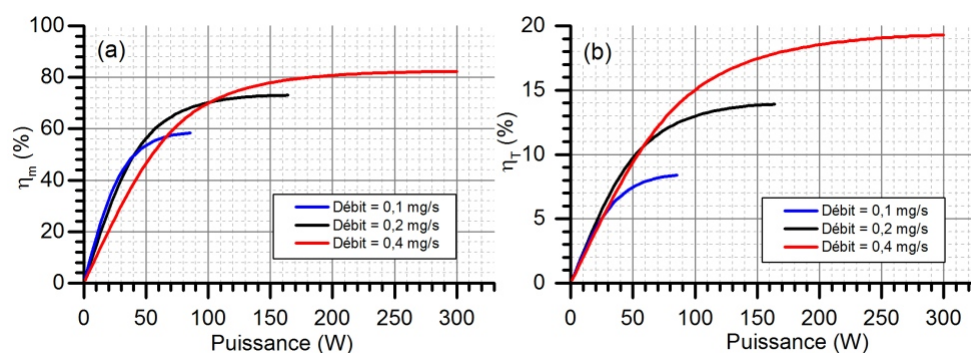 (a)
η_m (%)
100
80
60
40
20
0
Débit = 0,1 mg/s
Débit = 0,2 mg/s
Débit = 0,4 mg/s
0 50 100 150 200 250 300
Puissance (W)
(b)
η_T (%)
20
15
10
5
0
Débit = 0,1 mg/s
Débit = 0,2 mg/s
Débit = 0,4 mg/s
0 50 100 150 200 250 300
Puissance (W)